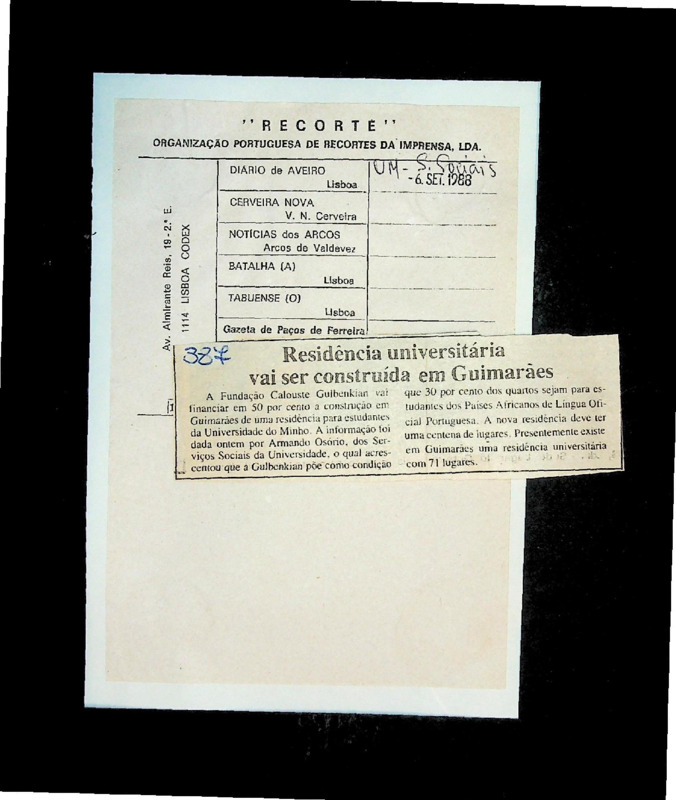 "RECORTE"
ORGANIZAÇÃO PORTUGUESA DE RECORTES DA IMPRENSA, LDA.
Av. Almirante Reis, 19 - 2.º E.
1114 LISBOA CODEX
UM - S. Sociais
- 6. SET. 1988
DIARIO de AVEIRO
Lisboa
CERVEIRA NOVA
V. N. Cerveira
NOTÍCIAS dos ARCOS
Arcos de Valdevez
BATALHA (A)
Lisboa
TABUENSE (O)
Lisboa
Gazeta de Paços de Ferreira
387
Residência universitária
vai ser construída em Guimarães
A Fundação Calouste Gulbenkian vai
financiar em 50 por cento a construção em
Guimarães de uma residência para estudantes
da Universidade do Minho. A informação foi
dada ontem por Armando Osório, dos Ser-
viços Sociais da Universidade, o qual acres-
centou que a Gulbenkian põe como condição
que 30 por cento dos quartos sejam para es-
tudantes dos Países Africanos de Língua Ofi-
cial Portuguesa. A nova residência deve ter
uma centena de lugares. Presentemente existe
em Guimarães uma residência universitária
com 71 lugares.